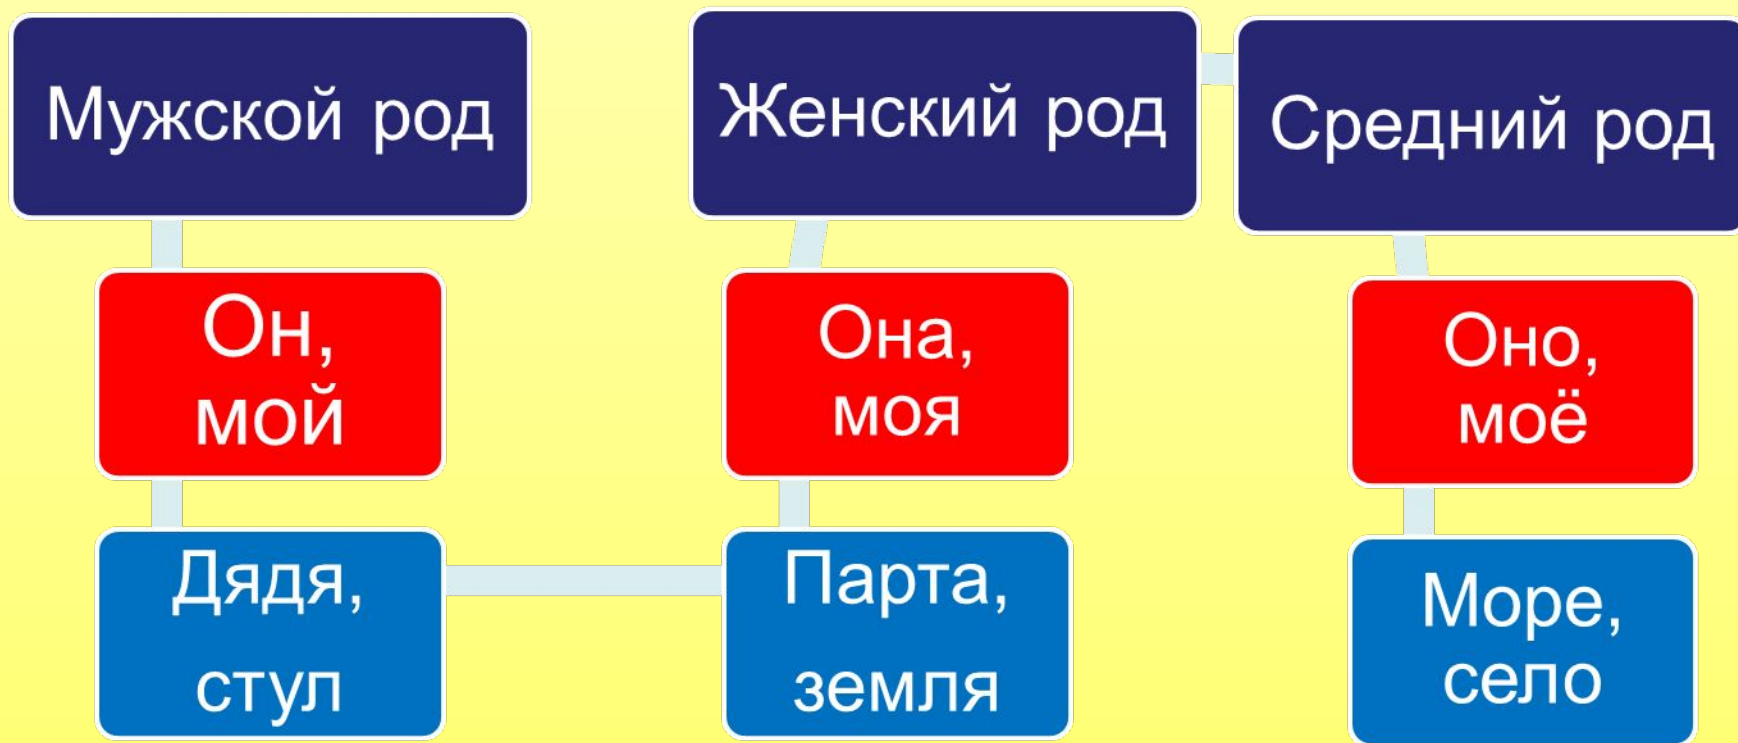 Мужской род
Женский род
Средний род
Он,
мой
Она,
моя
Оно,
моё
Дядя,
стул
Парта,
земля
Море,
село